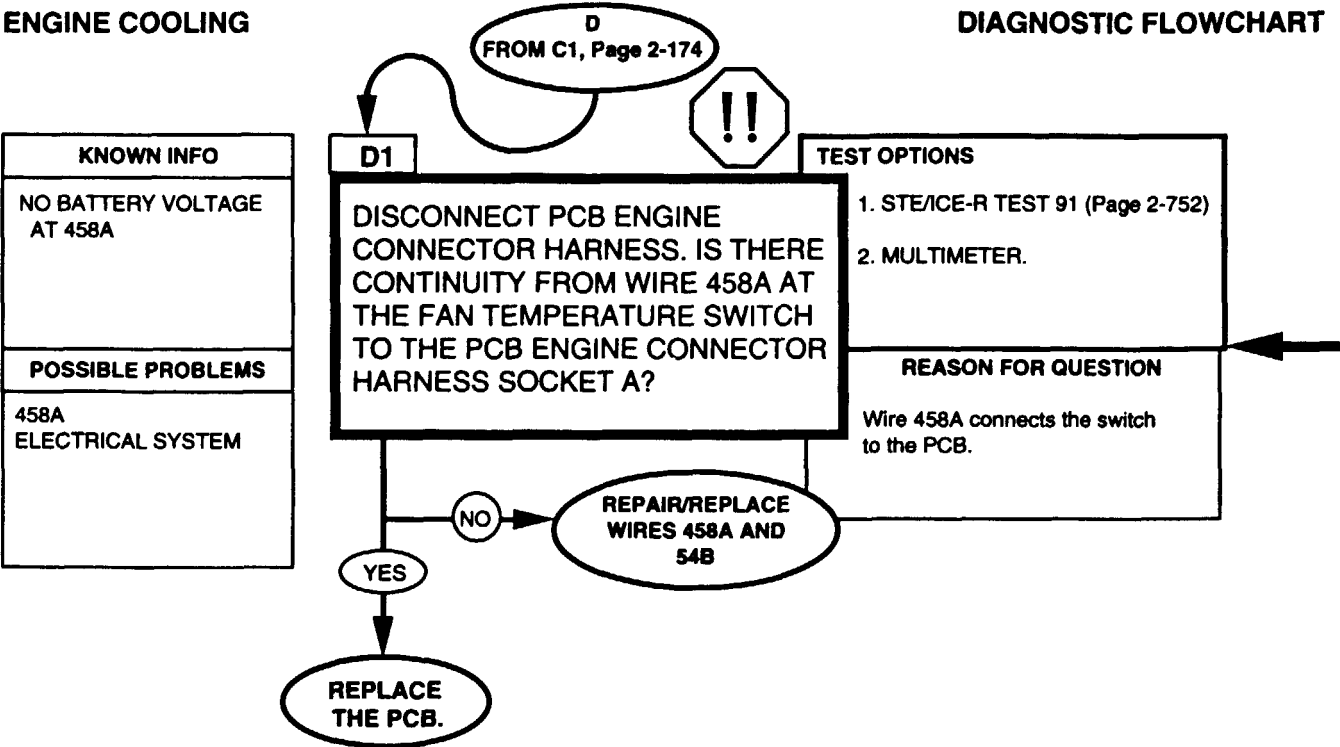 ENGINE COOLING
DIAGNOSTIC FLOWCHART
D
FROM C1, Page 2-174
!!
KNOWN INFO
NO BATTERY VOLTAGE
AT 458A
POSSIBLE PROBLEMS
458A
ELECTRICAL SYSTEM
D1
DISCONNECT PCB ENGINE
CONNECTOR HARNESS. IS THERE
CONTINUITY FROM WIRE 458A AT
THE FAN TEMPERATURE SWITCH
TO THE PCB ENGINE CONNECTOR
HARNESS SOCKET A?
TEST OPTIONS
1. STE/ICE-R TEST 91 (Page 2-752)
2. MULTIMETER.
REASON FOR QUESTION
Wire 458A connects the switch
to the PCB.
NO
REPAIR/REPLACE
WIRES 458A AND
54B
YES
REPLACE
THE PCB.